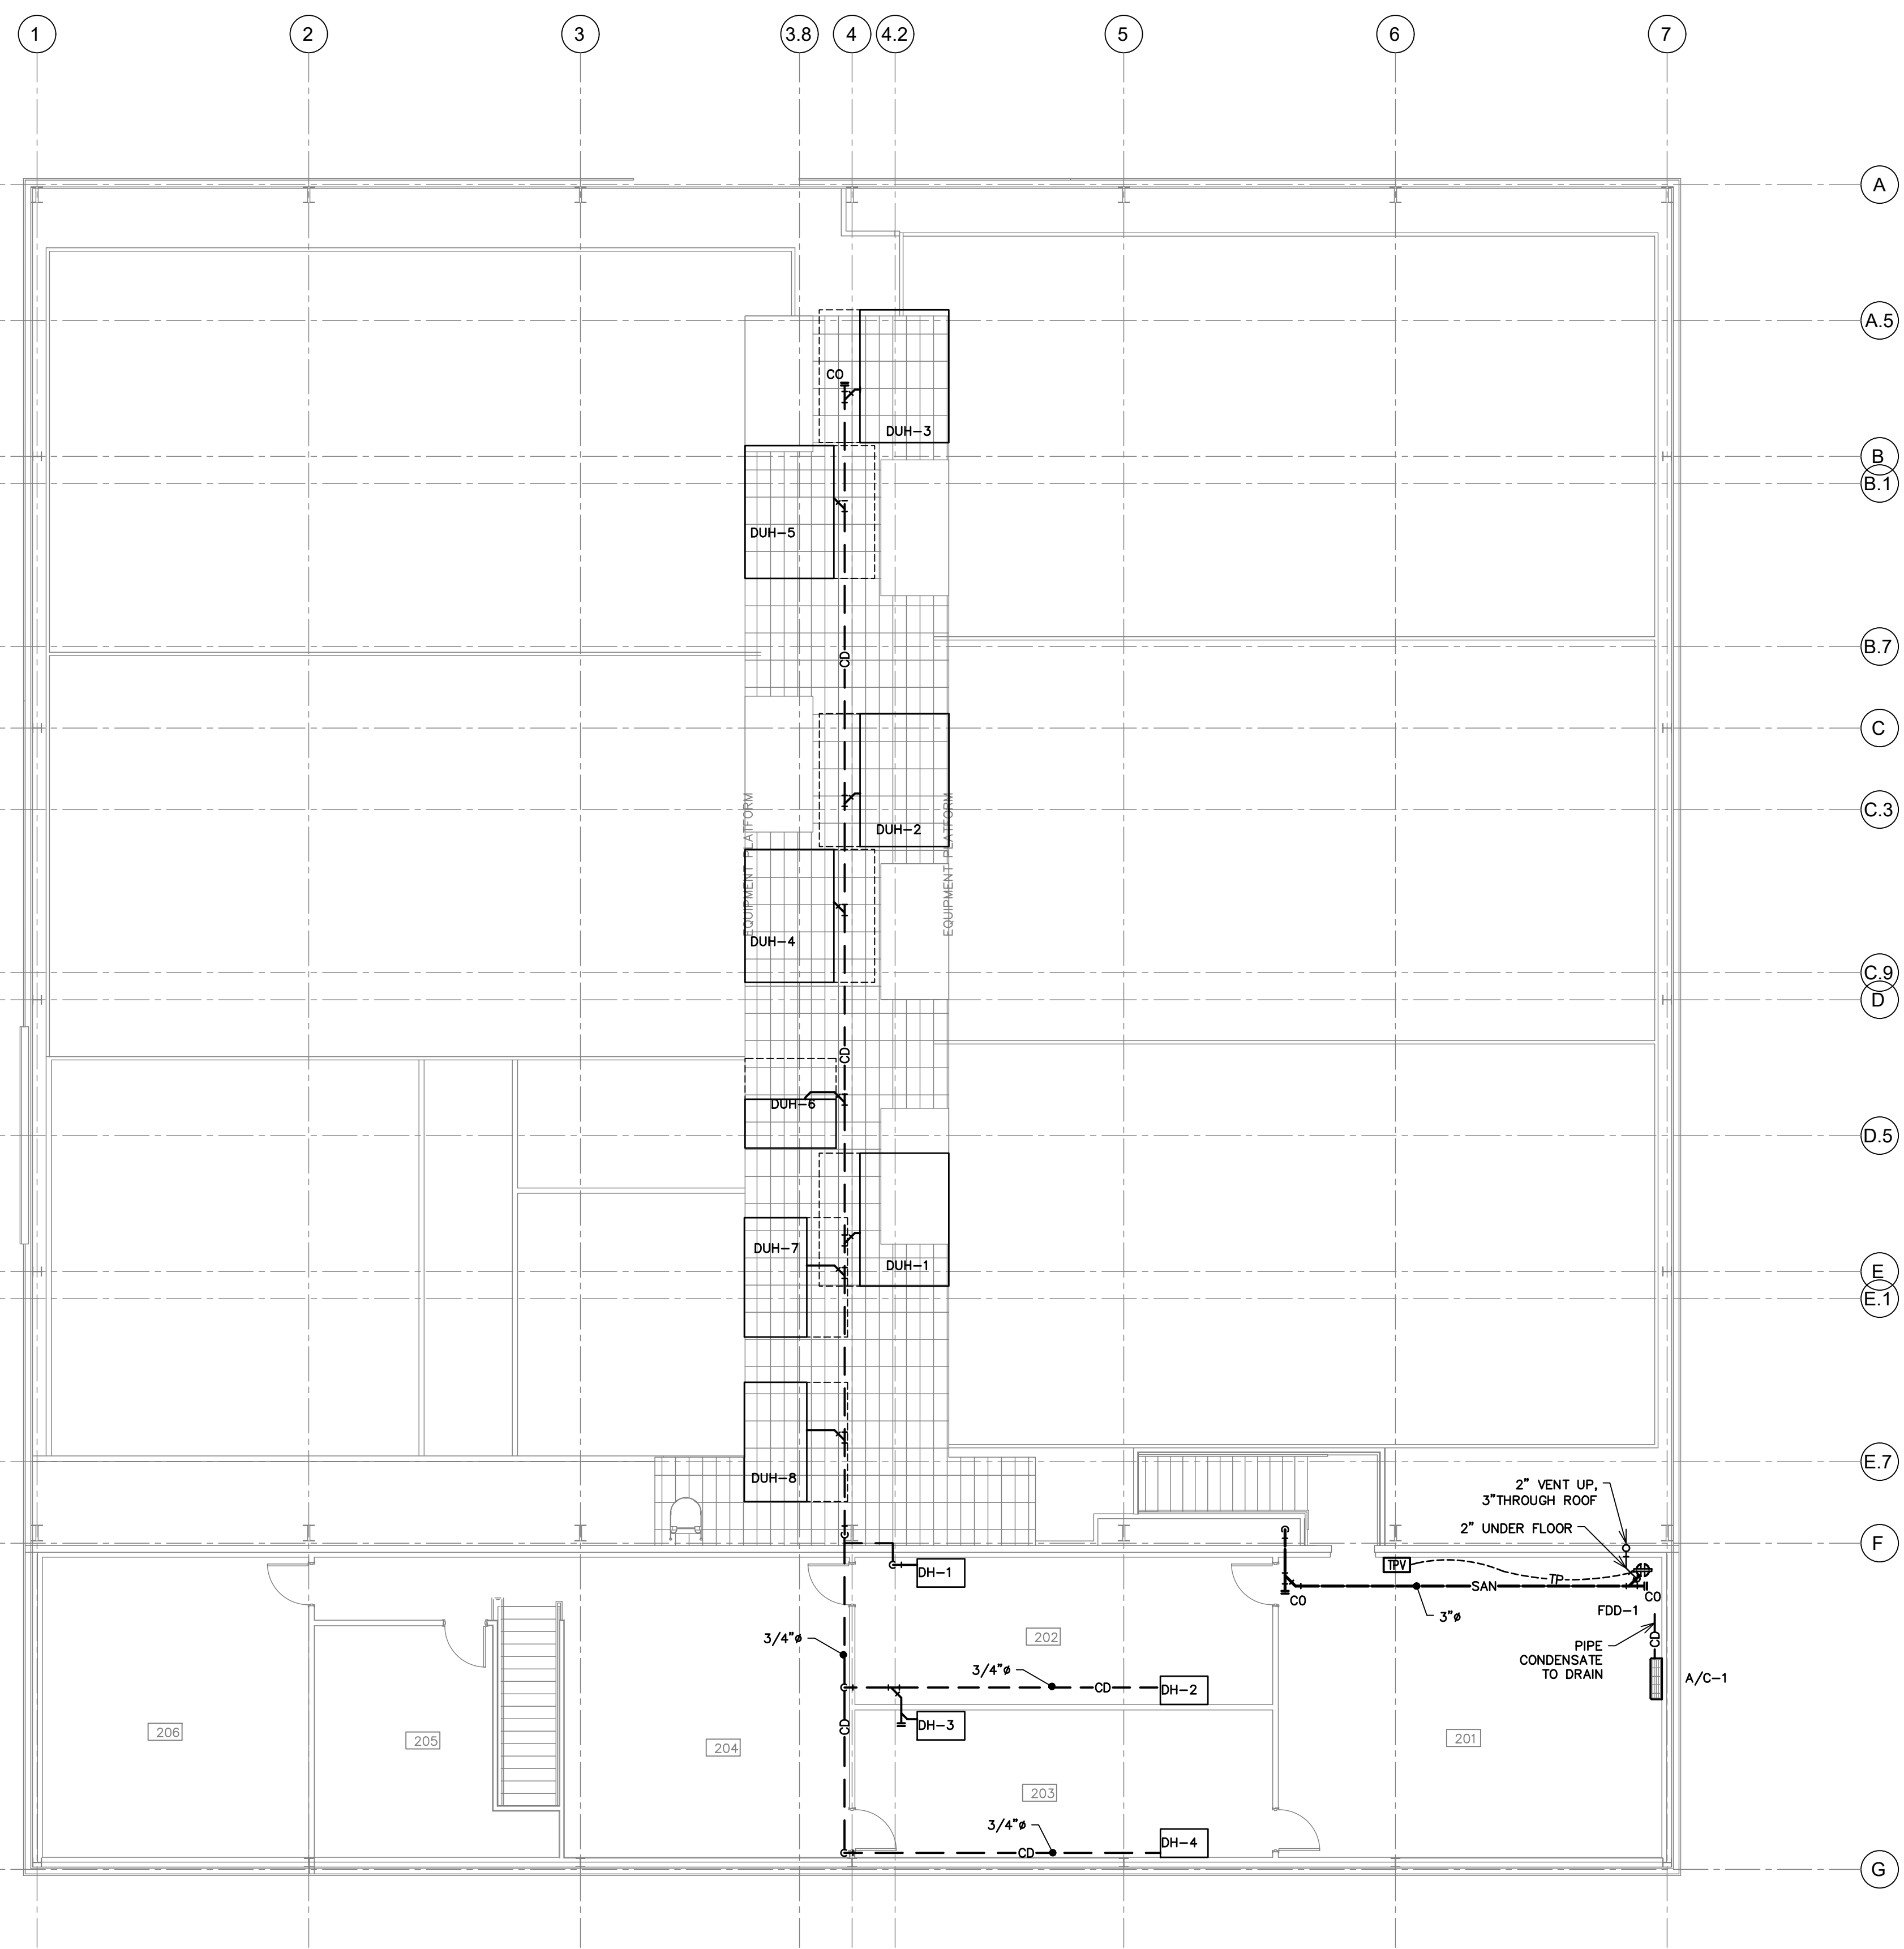 1
2
3
3.8
4
4.2
5
6
7
A
A.5
CO
DUH-3
B
B.1
DUH-5
B.7
CD
C
C.3
EQUIPMENT PLATFORM
EQUIPMENT PLATFORM
DUH-2
DUH-4
C.9
D
CD
DUH-6
D.5
DUH-7
DUH-1
E
E.1
E.7
DUH-8
2" VENT UP,
3"THROUGH ROOF
2" UNDER FLOOR
F
DH-1
TPV
SAN
TP
CO
CO
3"ø
FDD-1
3/4"ø
202
CD
PIPE
CONDENSATE
TO DRAIN
3/4"ø
CD
DH-2
A/C-1
DH-3
CD
206
205
204
201
203
3/4"ø
DH-4
CD
G